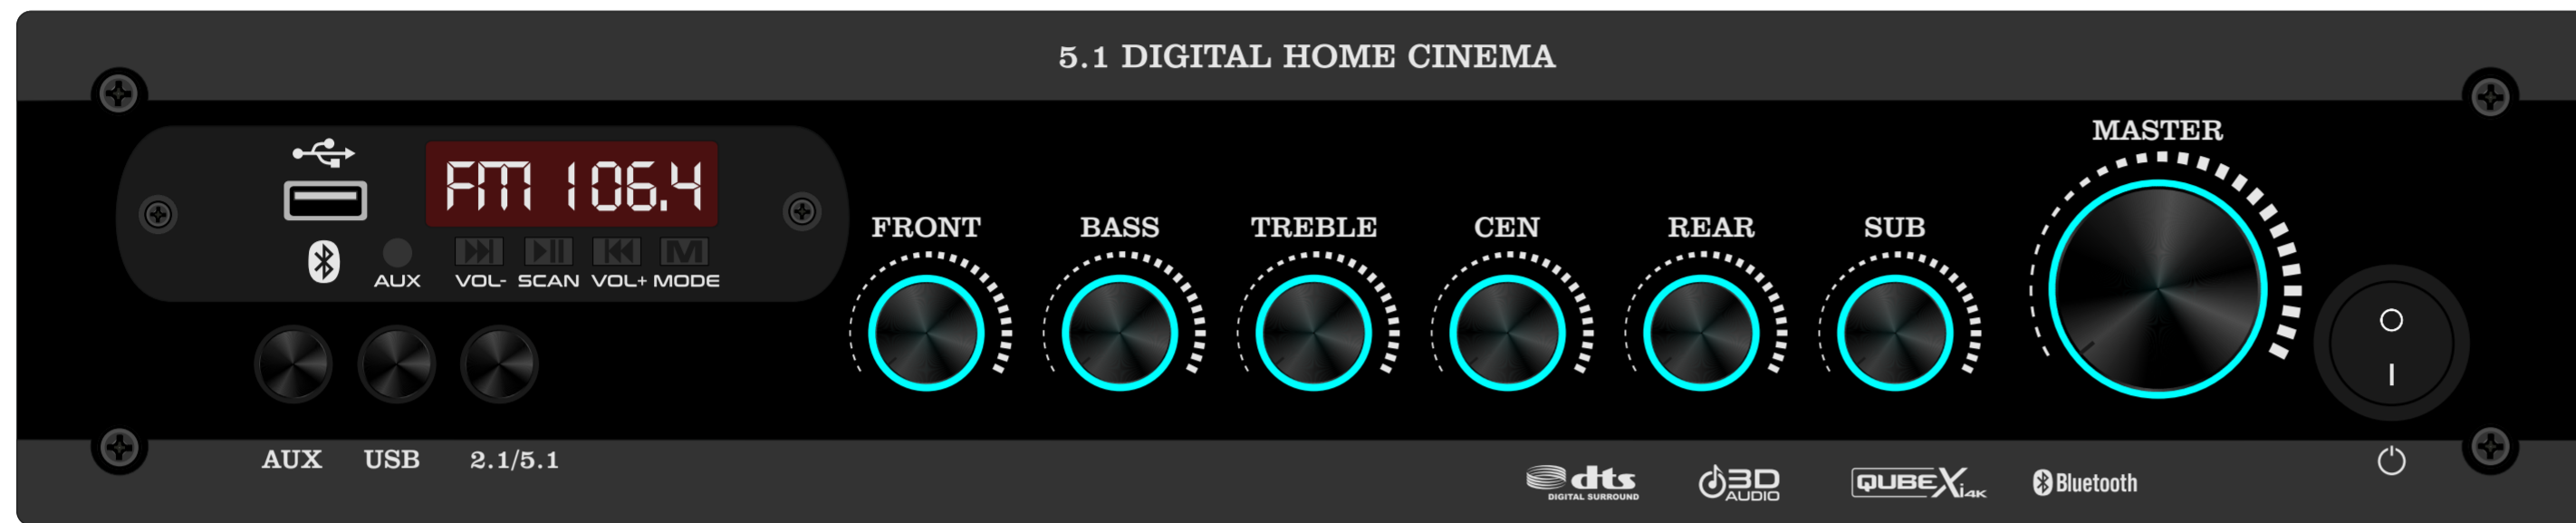 5.1 DIGITAL HOME CINEMA
FM 106.4
AUX
VOL- SCAN VOL+ MODE
M
FRONT
BASS
TREBLE
CEN
REAR
SUB
MASTER
AUX
USB
2.1/5.1
dts
DIGITAL SURROUND
3D
AUDIO
QUBEXi4K
Bluetooth